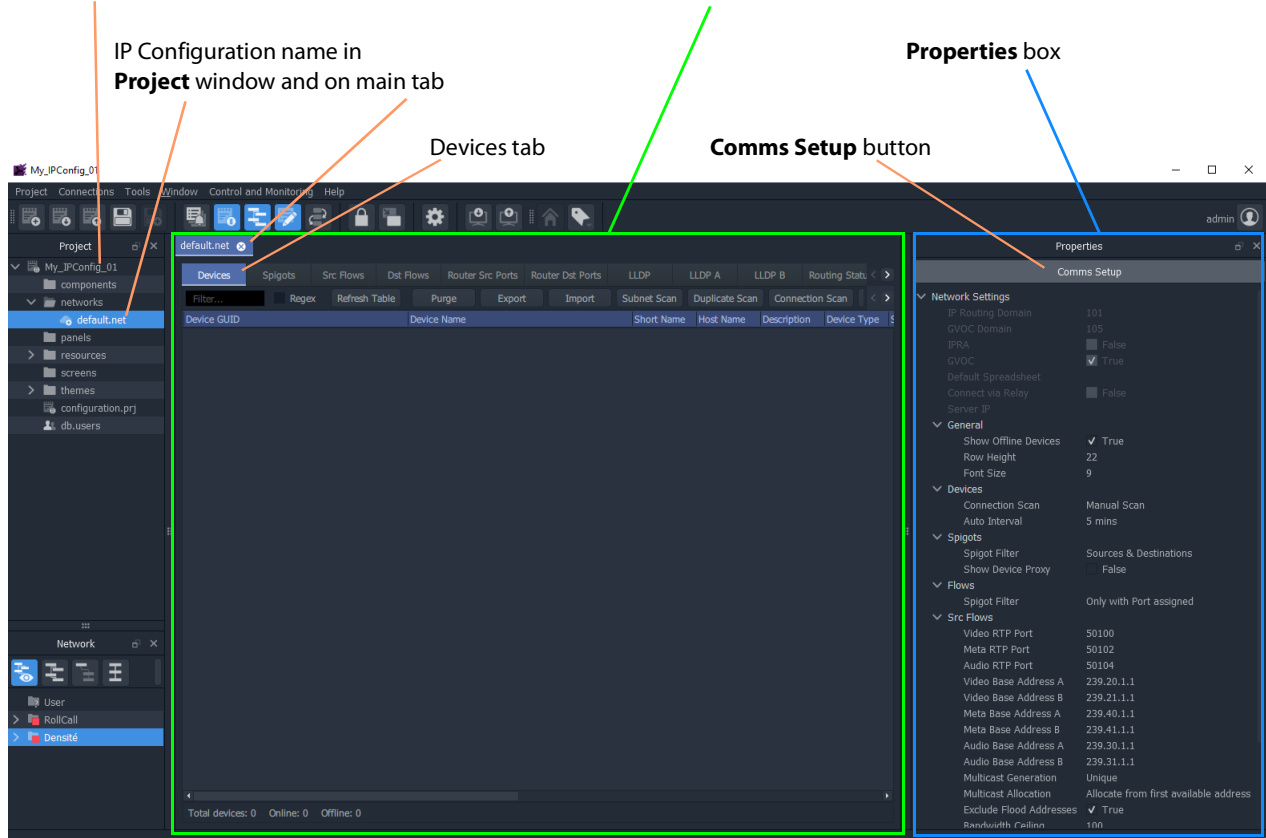 IP Configuration name in
Project window and on main tab
Properties box
Devices tab
Comms Setup button
My_IPConfig_01
Project Connections Tools Window Control and Monitoring Help
admin
Project
My_IPConfig_01
components
networks
default.net
panels
resources
screens
themes
configuration.prj
db.users
Network
User
RollCall
Densité
default.net
Devices Spigots Src Flows Dst Flows Router Src Ports Router Dst Ports LLDP LLDP A LLDP B Routing Statu
Filter... Regex Refresh Table Purge Export Import Subnet Scan Duplicate Scan Connection Scan
Device GUID Device Name Short Name Host Name Description Device Type S
Total devices: 0 Online: 0 Offline: 0
Properties
Comms Setup
Network Settings
IP Routing Domain 101
GVOC Domain 105
IFRA False
GVOC True
Default Spreadsheet
Connect via Relay False
Server IP
General
Show Offline Devices True
Row Height 22
Font Size 9
Devices
Connection Scan Manual Scan
Auto Interval 5 mins
Spigots
Spigot Filter Sources & Destinations
Show Device Proxy False
Flows
Spigot Filter Only with Port assigned
Src Flows
Video RTP Port 50100
Meta RTP Port 50102
Audio RTP Port 50104
Video Base Address A 239.20.1.1
Video Base Address B 239.21.1.1
Meta Base Address A 239.40.1.1
Meta Base Address B 239.41.1.1
Audio Base Address A 239.30.1.1
Audio Base Address B 239.31.1.1
Multicast Generation Unique
Multicast Allocation Allocate from first available address
Exclude Flood Addresses True
Bandwidth Ceiling 100